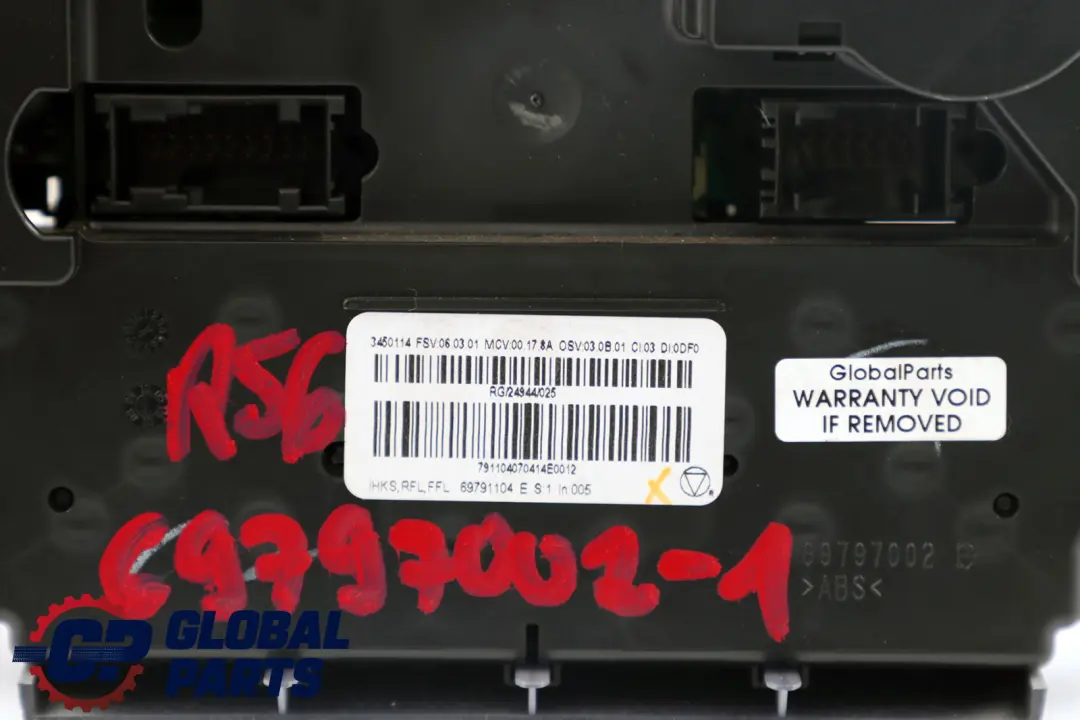 3450114 FSV:06.03.01 MCV:00.17.8A OSV:03.0B.01 CI:03 DI:0DF0
RG/24944/025
791104070414E0012
IHKS,RFL,FFL 69791104 E S:1 In:005
X
R56
GlobalParts
WARRANTY VOID
IF REMOVED
69797002-1
69797002 B
>ABS<
GP GLOBAL
PARTS